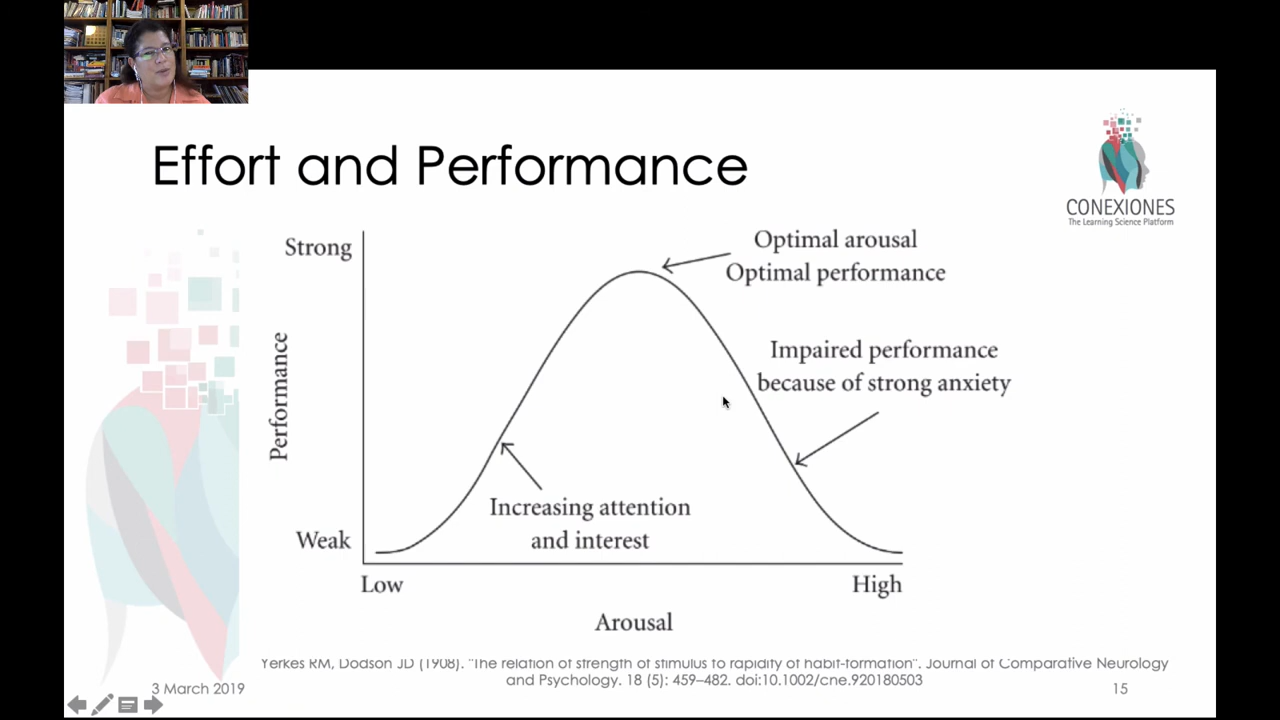 Effort and Performance
CONEXIONES
The Learning Science Platform
Strong
Optimal arousal
Optimal performance
Performance
Impaired performance
because of strong anxiety
Increasing attention
and interest
Weak
Low
High
Arousal
Yerkes RM, Dodson JD (1908). "The relation of strength of stimulus to rapidity of habit-formation". Journal of Comparative Neurology
and Psychology. 18 (5): 459–482. doi:10.1002/cne.920180503
3 March 2019
15